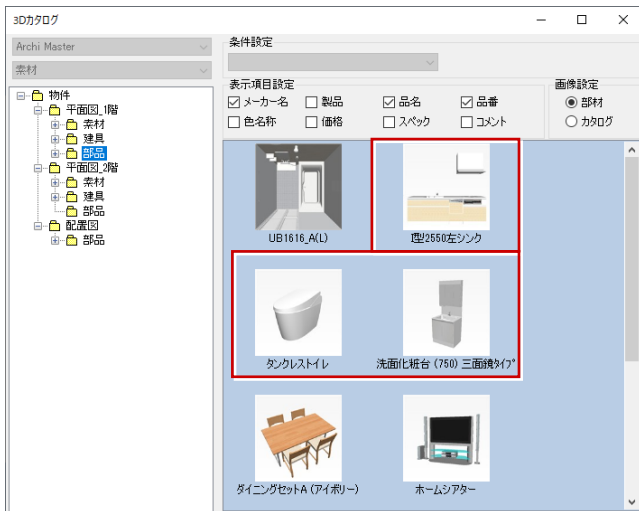 3Dカタログ
Archi Master
素材
条件設定
表示項目設定
メーカー名
製品
品名
品番
色名称
価格
スペック
コメント
画像設定
部材
カタログ
物件
平面図_1階
素材
建具
部品
平面図_2階
素材
建具
部品
配置図
部品
UB1616_A(L)
I型2550左シンク
タンクレストイレ
洗面化粧台 (750) 三面鏡タイプ
ダイニングセットA (アイボリー)
ホームシアター